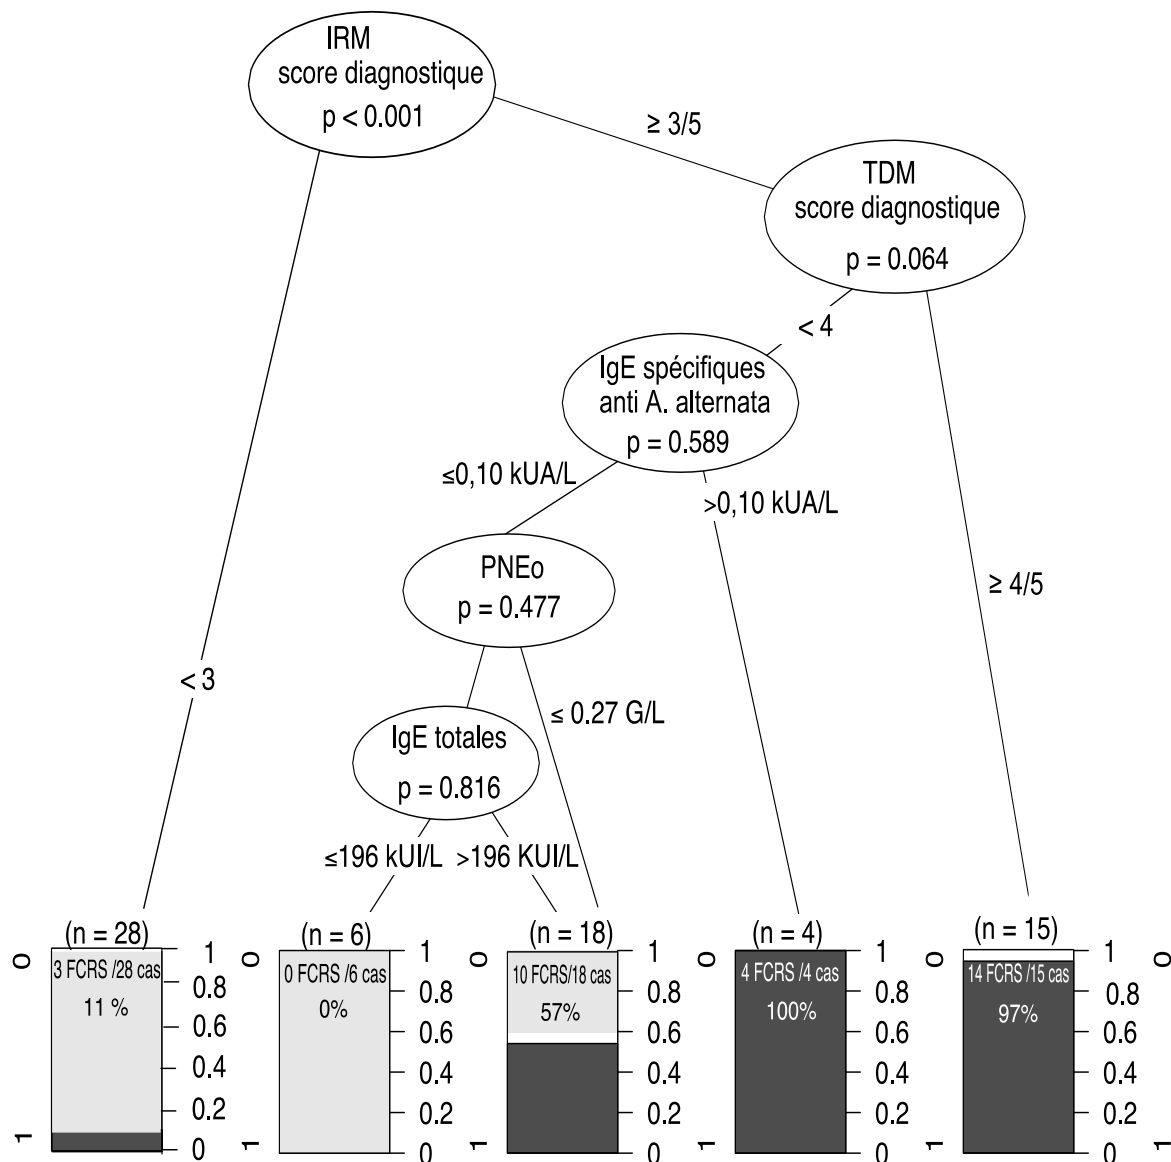 IRM
score diagnostique
p < 0.001
≥ 3/5
TDM
score diagnostique
p = 0.064
< 4
IgE spécifiques
anti A. alternata
p = 0.589
≤0,10 kUA/L
>0,10 kUA/L
PNEo
p = 0.477
≥ 4/5
< 3
≤ 0.27 G/L
IgE totales
p = 0.816
≤196 kUI/L
>196 KUI/L
(n = 28)
0
1
3 FCRS /28 cas
11 %
1
0.8
0.6
0.4
0.2
0
(n = 6)
0
1
0 FCRS /6 cas
0%
1
0.8
0.6
0.4
0.2
0
(n = 18)
0
1
10 FCRS/18 cas
57%
1
0.8
0.6
0.4
0.2
0
(n = 4)
0
1
4 FCRS /4 cas
100%
1
0.8
0.6
0.4
0.2
0
(n = 15)
0
1
14 FCRS /15 cas
97%
1
0.8
0.6
0.4
0.2
0
0
1